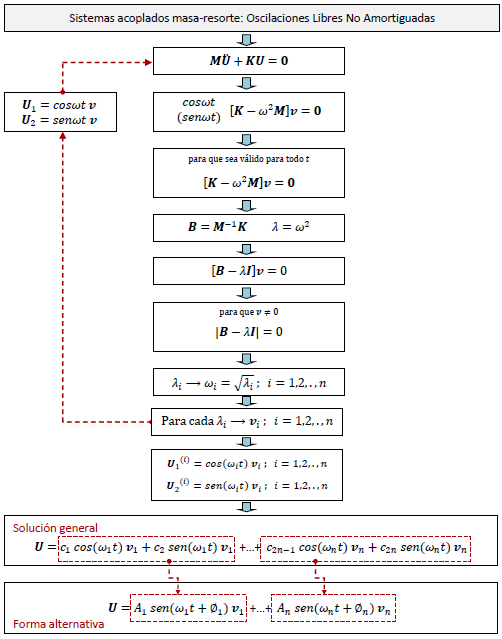 Sistemas acoplados masa-resorte: Oscilaciones Libres No Amortiguadas
MÜ + KU = 0
U₁ = cosωt v
U₂ = senωt v
cosωt
(senωt) [K − ω²M]v = 0
para que sea válido para todo t
[K − ω²M]v = 0
B = M⁻¹K λ = ω²
[B − λI]v = 0
para que v ≠ 0
|B − λI| = 0
λᵢ ⟶ ωᵢ = √λᵢ ; i = 1,2,.,n
Para cada λᵢ ⟶ vᵢ ; i = 1,2,.,n
U₁⁽ⁱ⁾ = cos(ωᵢt) vᵢ ; i = 1,2,.,n
U₂⁽ⁱ⁾ = sen(ωᵢt) vᵢ ; i = 1,2,.,n
Solución general
U = c₁ cos(ω₁t) v₁ + c₂ sen(ω₁t) v₁ +...+ c₂ₙ₋₁ cos(ωₙt) vₙ + c₂ₙ sen(ωₙt) vₙ
U = A₁ sen(ω₁t + Ø₁) v₁ +...+ Aₙ sen(ωₙt + Øₙ) vₙ
Forma alternativa